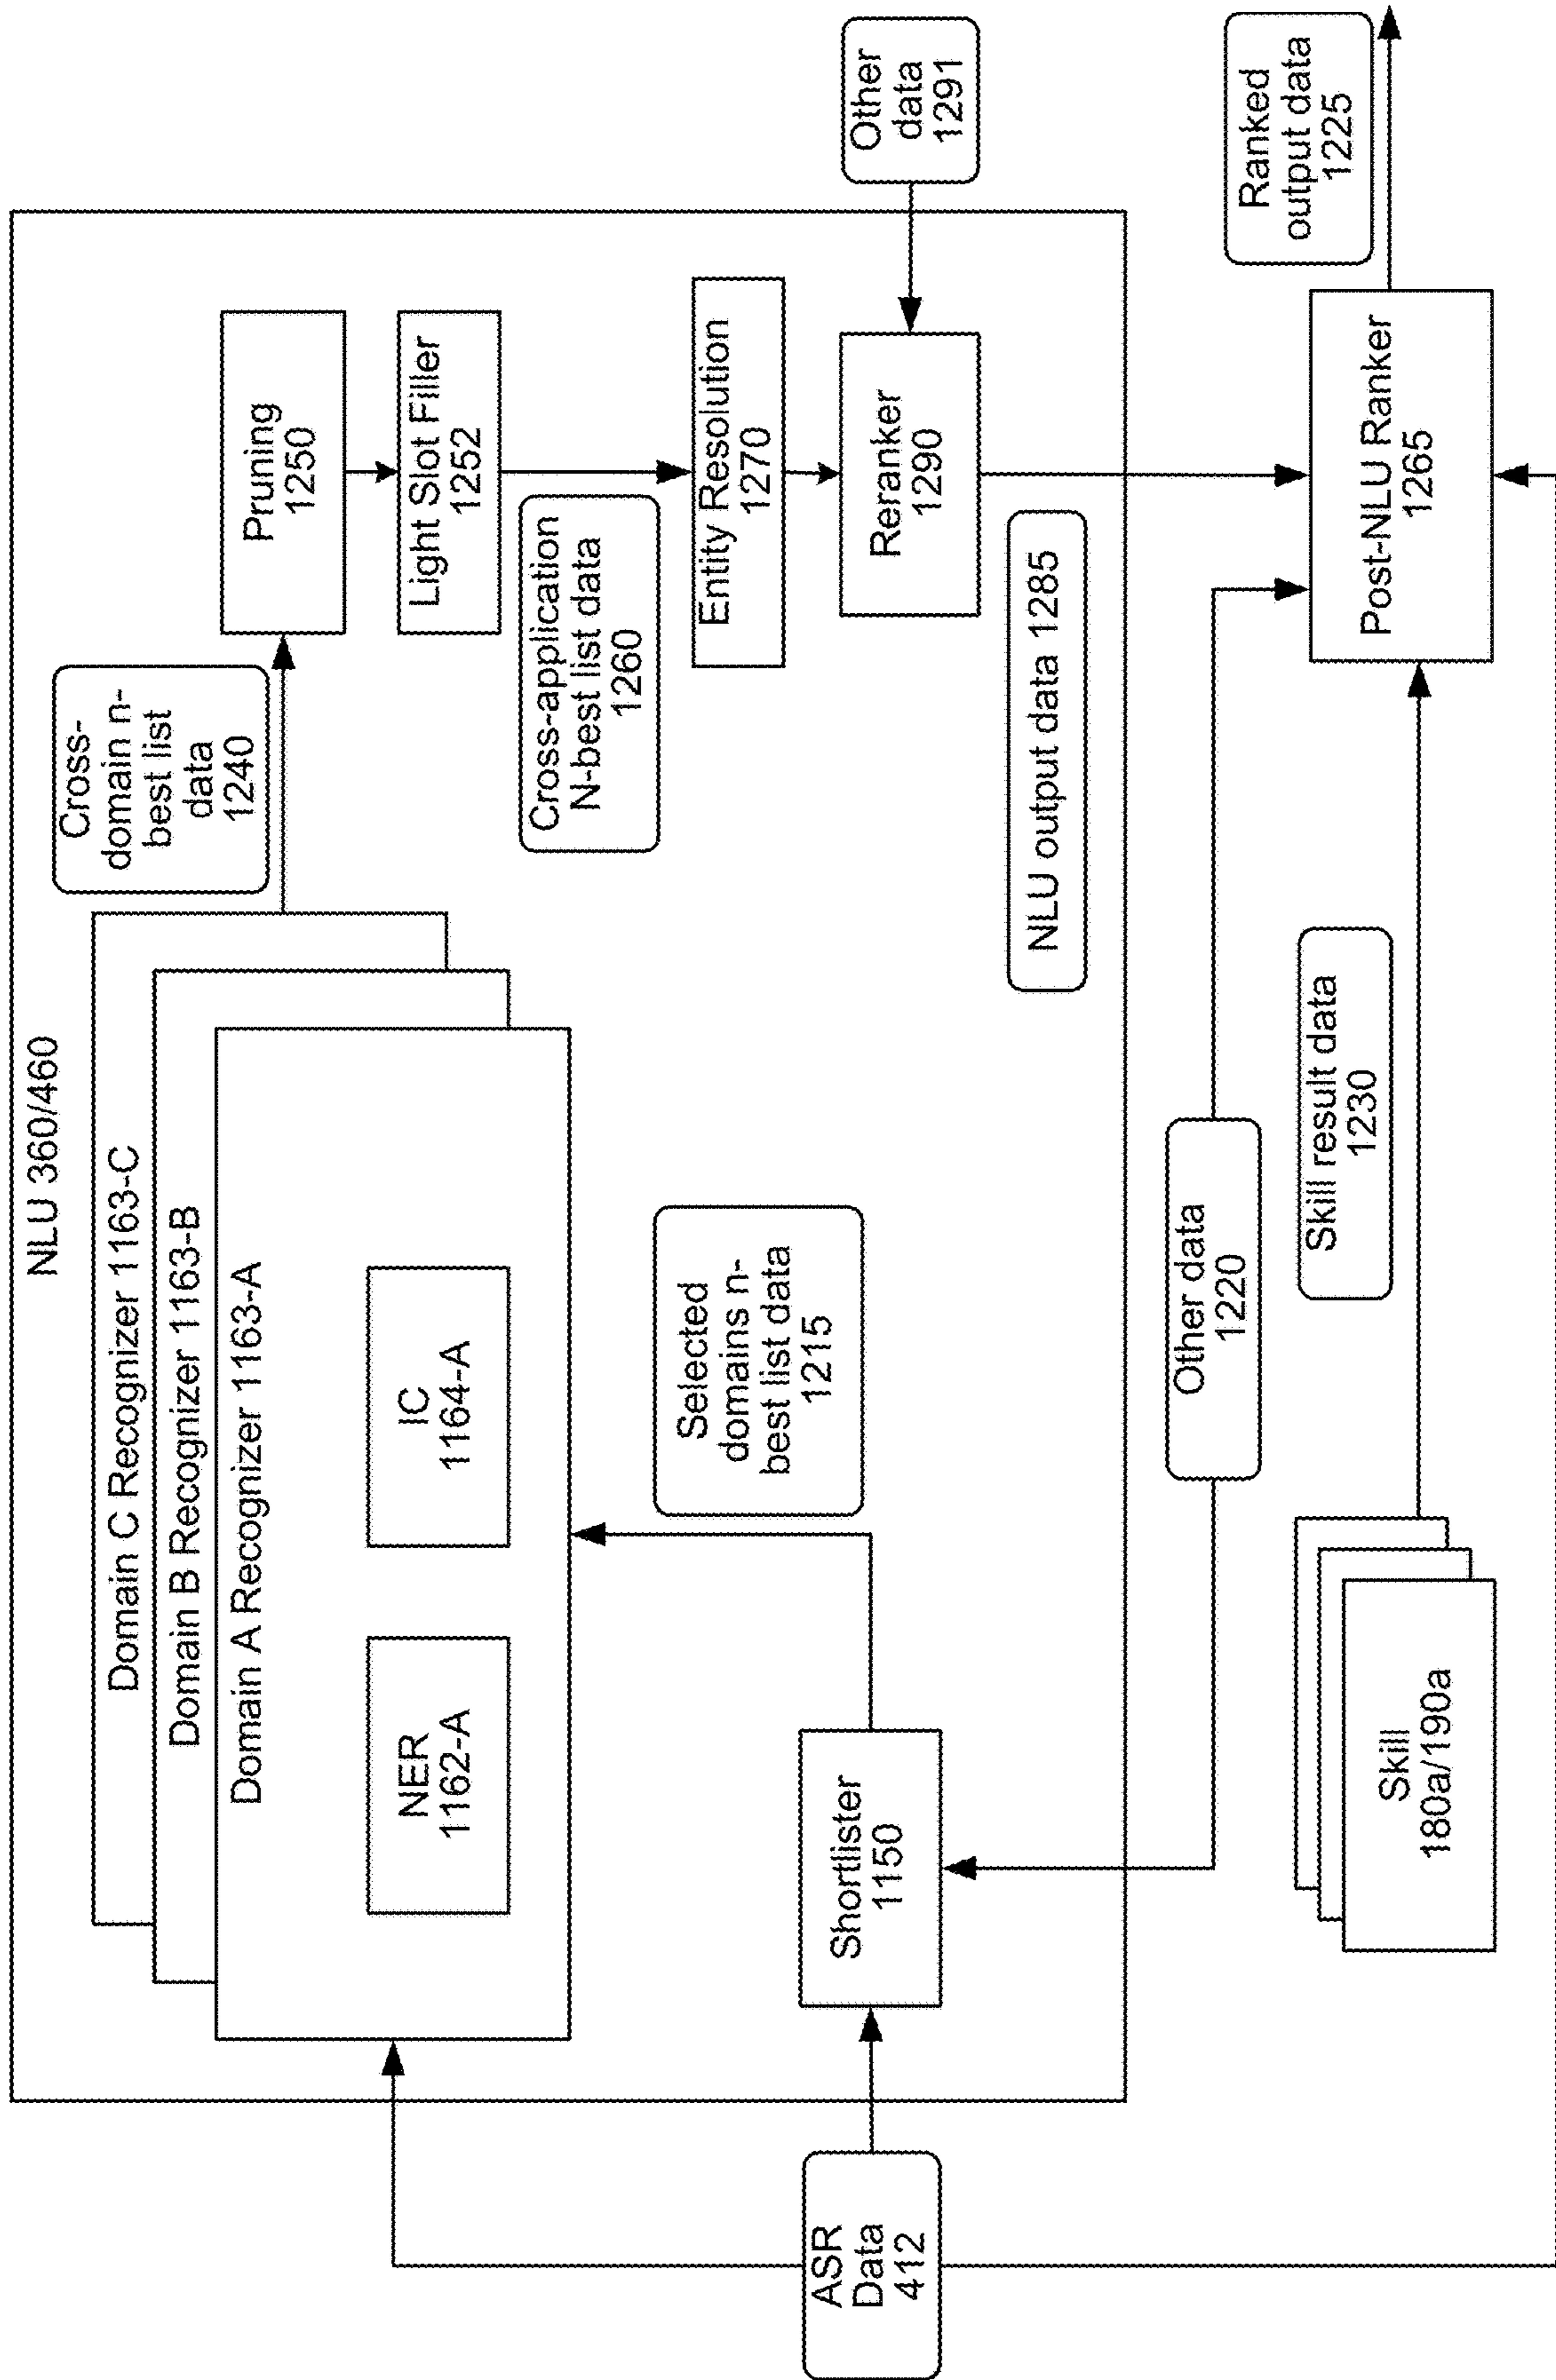 NLU 360/460
Domain C Recognizer 1163-C
Domain B Recognizer 1163-B
Domain A Recognizer 1163-A
NER
1162-A
IC
1164-A
Cross-
domain n-
best list
data
1240
Pruning
1250
Light Slot Filler
1252
Cross-application
N-best list data
1260
Entity Resolution
1270
Reranker
1290
Other
data
1291
ASR
Data
412
Shortlister
1150
Selected
domains n-
best list data
1215
NLU output data 1285
Other data
1220
Skill
180a/190a
Skill result data
1230
Post-NLU Ranker
1265
Ranked
output data
1225